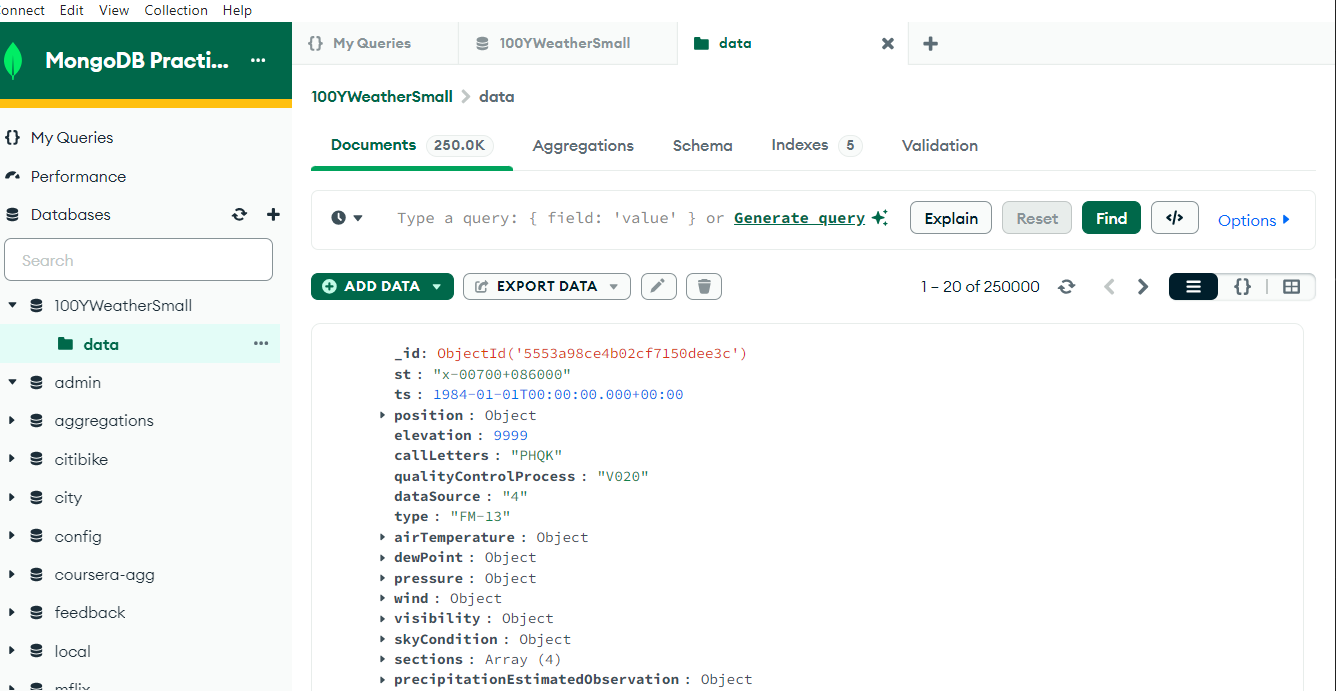 onnect Edit View Collection Help
MongoDB Practi... ...
{} My Queries
100YWeatherSmall
data
100YWeatherSmall > data
{} My Queries
Performance
Databases
Search
100YWeatherSmall
data ...
admin
aggregations
citibike
city
config
coursera-agg
feedback
local
mflix
Documents 250.0K Aggregations Schema Indexes 5 Validation
Type a query: { field: 'value' } or Generate query Explain Reset Find </> Options
ADD DATA EXPORT DATA 1 – 20 of 250000 {}
_id: ObjectId('5553a98ce4b02cf7150dee3c')
st : "x-00700+086000"
ts : 1984-01-01T00:00:00.000+00:00
position : Object
elevation : 9999
callLetters : "PHQK"
qualityControlProcess : "V020"
dataSource : "4"
type : "FM-13"
airTemperature : Object
dewPoint : Object
pressure : Object
wind : Object
visibility : Object
skyCondition : Object
sections : Array (4)
precipitationEstimatedObservation : Object